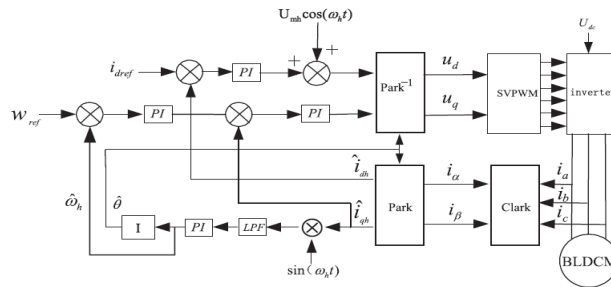 U_mh cos(ω_h t)
U_dc
+
+
i_dref
PI
Park^-1
u_d
u_q
SVPWM
inverter
w_ref
PI
PI
î_dh
i_a
i_b
i_c
ω̂_h
θ̂
Park
i_α
i_β
Clark
I
PI
LPF
î_qh
sin(ω_h t)
BLDCM